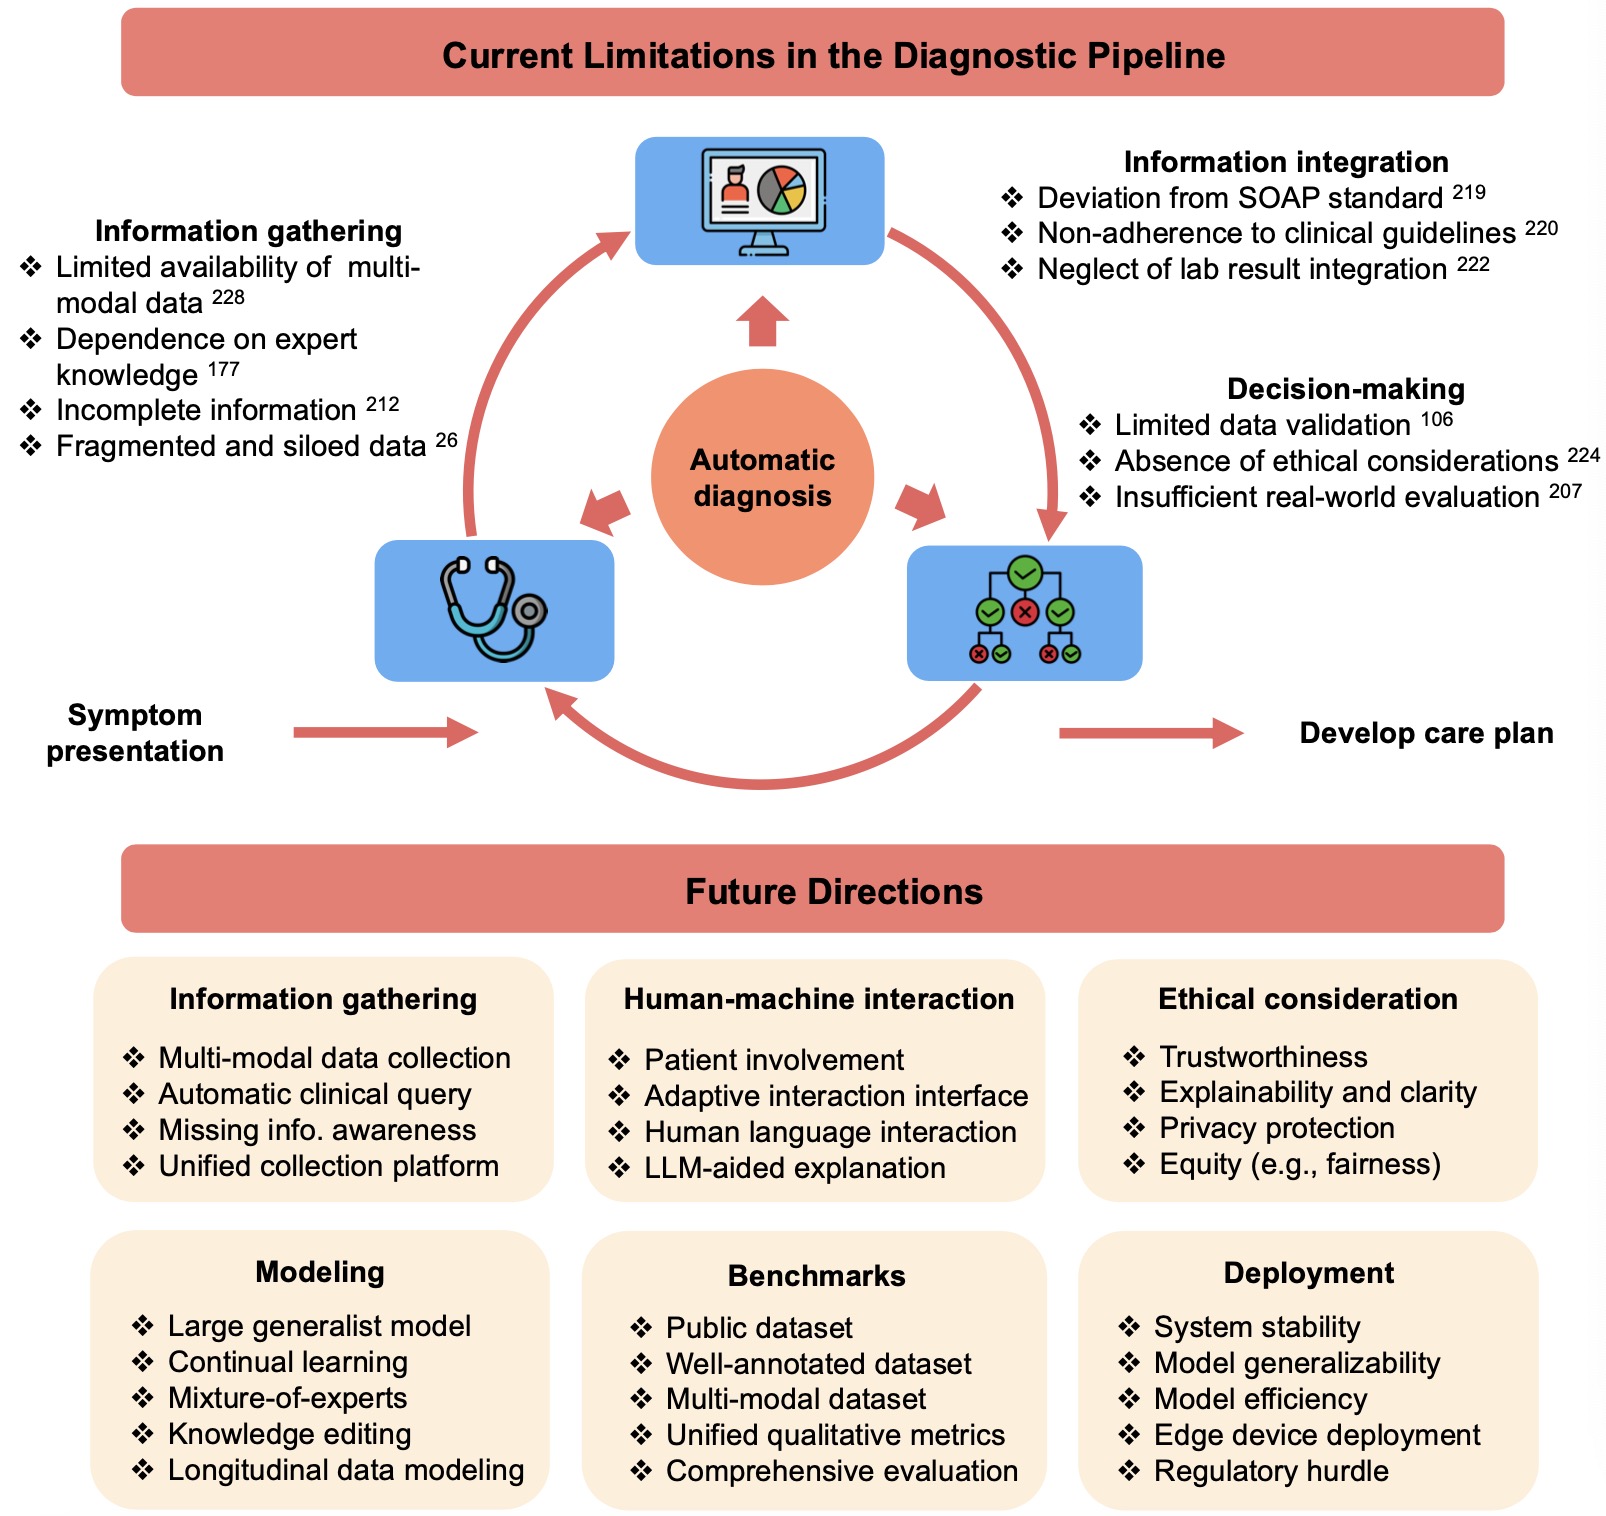 Current Limitations in the Diagnostic Pipeline
Information gathering
❖ Limited availability of multi-
modal data 228
❖ Dependence on expert
knowledge 177
❖ Incomplete information 212
❖ Fragmented and siloed data 26
Information integration
❖ Deviation from SOAP standard 219
❖ Non-adherence to clinical guidelines 220
❖ Neglect of lab result integration 222
Decision-making
❖ Limited data validation 106
❖ Absence of ethical considerations 224
❖ Insufficient real-world evaluation 207
Automatic
diagnosis
Symptom
presentation
Develop care plan
Future Directions
Information gathering
❖ Multi-modal data collection
❖ Automatic clinical query
❖ Missing info. awareness
❖ Unified collection platform
Human-machine interaction
❖ Patient involvement
❖ Adaptive interaction interface
❖ Human language interaction
❖ LLM-aided explanation
Ethical consideration
❖ Trustworthiness
❖ Explainability and clarity
❖ Privacy protection
❖ Equity (e.g., fairness)
Modeling
❖ Large generalist model
❖ Continual learning
❖ Mixture-of-experts
❖ Knowledge editing
❖ Longitudinal data modeling
Benchmarks
❖ Public dataset
❖ Well-annotated dataset
❖ Multi-modal dataset
❖ Unified qualitative metrics
❖ Comprehensive evaluation
Deployment
❖ System stability
❖ Model generalizability
❖ Model efficiency
❖ Edge device deployment
❖ Regulatory hurdle